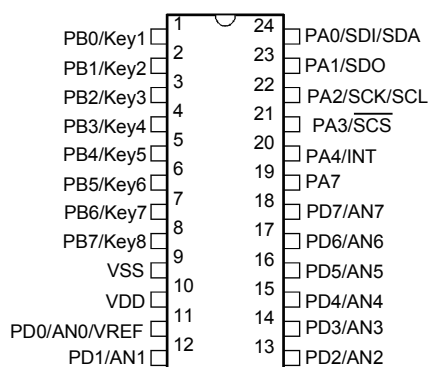 PB0/Key1 1 24 PA0/SDI/SDA
PB1/Key2 2 23 PA1/SDO
PB2/Key3 3 22 PA2/SCK/SCL
PB3/Key4 4 21 PA3/SCS
PB4/Key5 5 20 PA4/INT
PB5/Key6 6 19 PA7
PB6/Key7 7 18 PD7/AN7
PB7/Key8 8 17 PD6/AN6
VSS 9 16 PD5/AN5
VDD 10 15 PD4/AN4
PD0/AN0/VREF 11 14 PD3/AN3
PD1/AN1 12 13 PD2/AN2